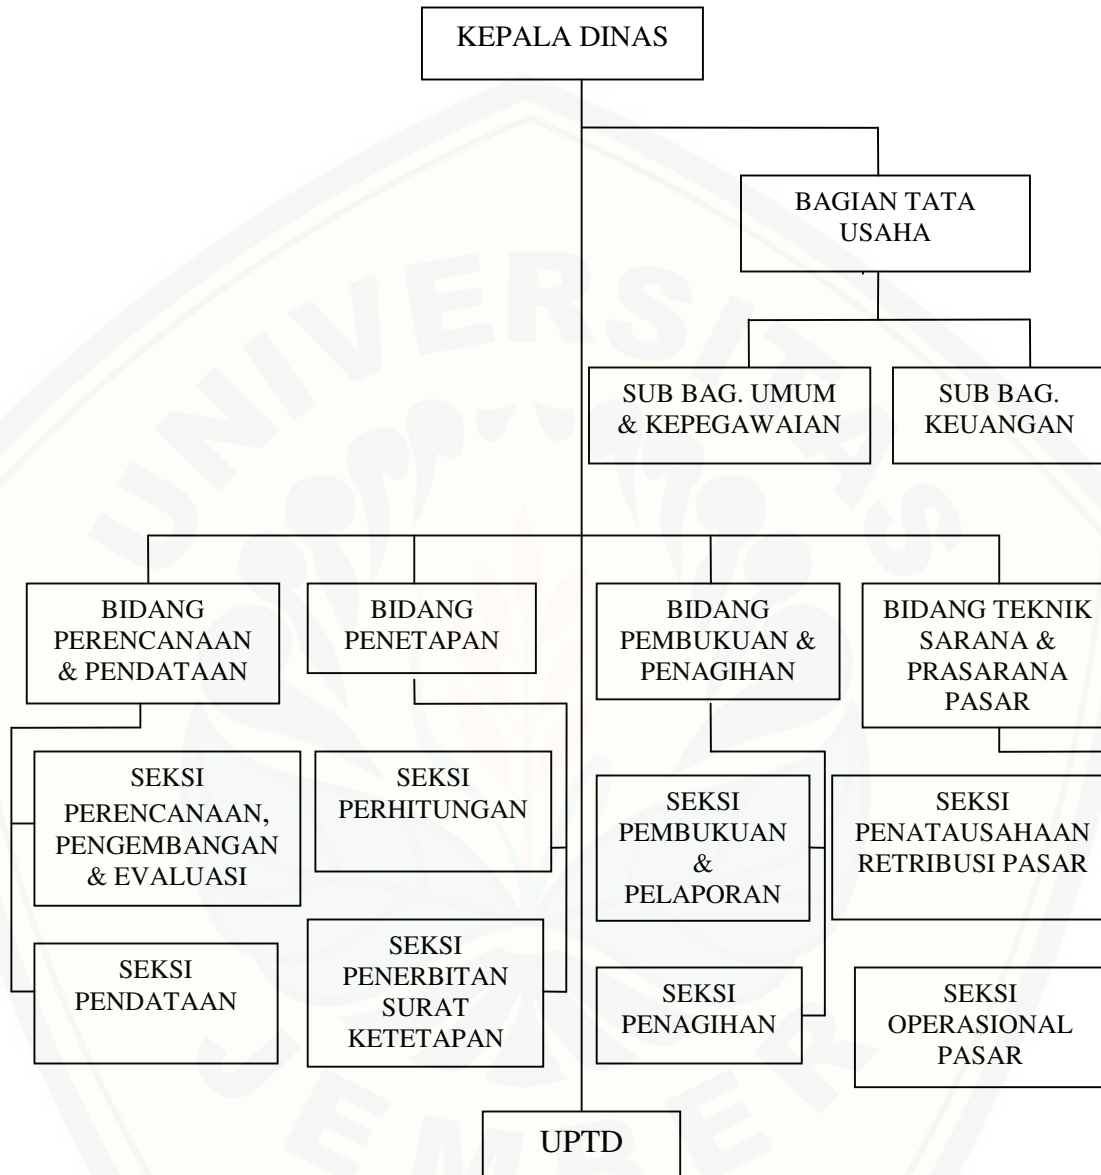 KEPALA DINAS
BAGIAN TATA
USAHA
SUB BAG. UMUM
& KEPEGAWAIAN
SUB BAG.
KEUANGAN
BIDANG
PERENCANAAN
& PENDATAAN
BIDANG
PENETAPAN
BIDANG
PEMBUKUAN &
PENAGIHAN
BIDANG TEKNIK
SARANA &
PRASARANA
PASAR
SEKSI
PERENCANAAN,
PENGEMBANGAN
& EVALUASI
SEKSI
PERHITUNGAN
SEKSI
PEMBUKUAN
&
PELAPORAN
SEKSI
PENATAUSAHAAN
RETRIBUSI PASAR
SEKSI
PENDATAAN
SEKSI
PENERBITAN
SURAT
KETETAPAN
SEKSI
PENAGIHAN
SEKSI
OPERASIONAL
PASAR
UPTD
UNIVERSITAS
JEMBER